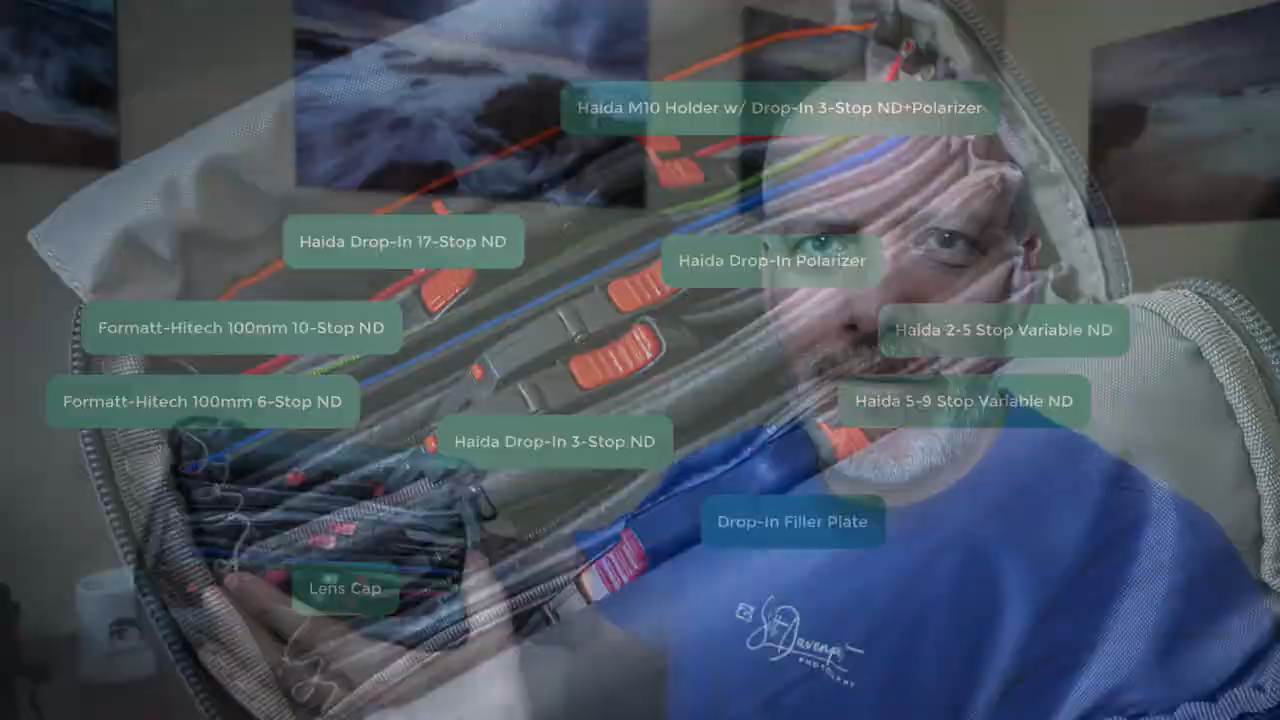 Haida M10 Holder w/ Drop-In 3-Stop ND+Polarizer
Haida Drop-In 17-Stop ND
Haida Drop-In Polarizer
Formatt-Hitech 100mm 10-Stop ND
Haida 2-5 Stop Variable ND
Formatt-Hitech 100mm 6-Stop ND
Haida 5-9 Stop Variable ND
Haida Drop-In 3-Stop ND
Drop-In Filler Plate
Lens Cap